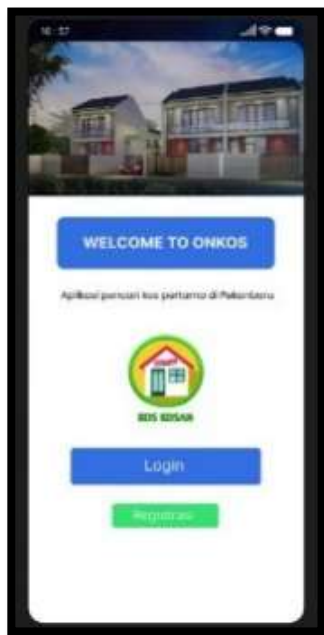 WELCOME TO ONKOS
Aplikasi pencari kos pertama di Pekanbaru
Login
Registrasi